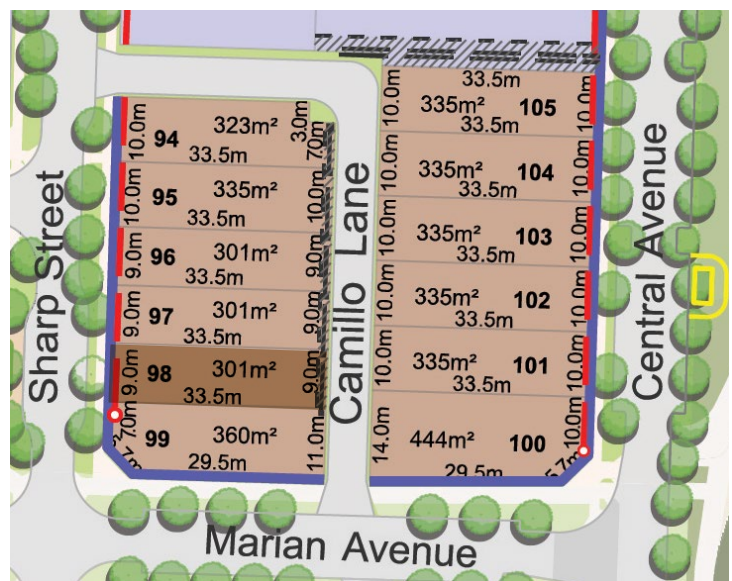 33.5m
335m² 105
10.0m
33.5m
10.0m
94 323m²
3.0m
7.0m
10.0m
33.5m
335m² 104
10.0m
33.5m
10.0m
95 335m²
10.0m
33.5m
10.0m
335m² 103
10.0m
33.5m
10.0m
96 301m²
9.0m
33.5m
9.0m
335m² 102
10.0m
33.5m
10.0m
97 301m²
9.0m
33.5m
9.0m
335m² 101
10.0m
33.5m
10.0m
98 301m²
9.0m
33.5m
9.0m
444m² 100
14.0m
29.5m
10.0m
5.7m
99 360m²
7.0m
29.5m
11.0m
Sharp Street
Camillo Lane
Central Avenue
Marian Avenue